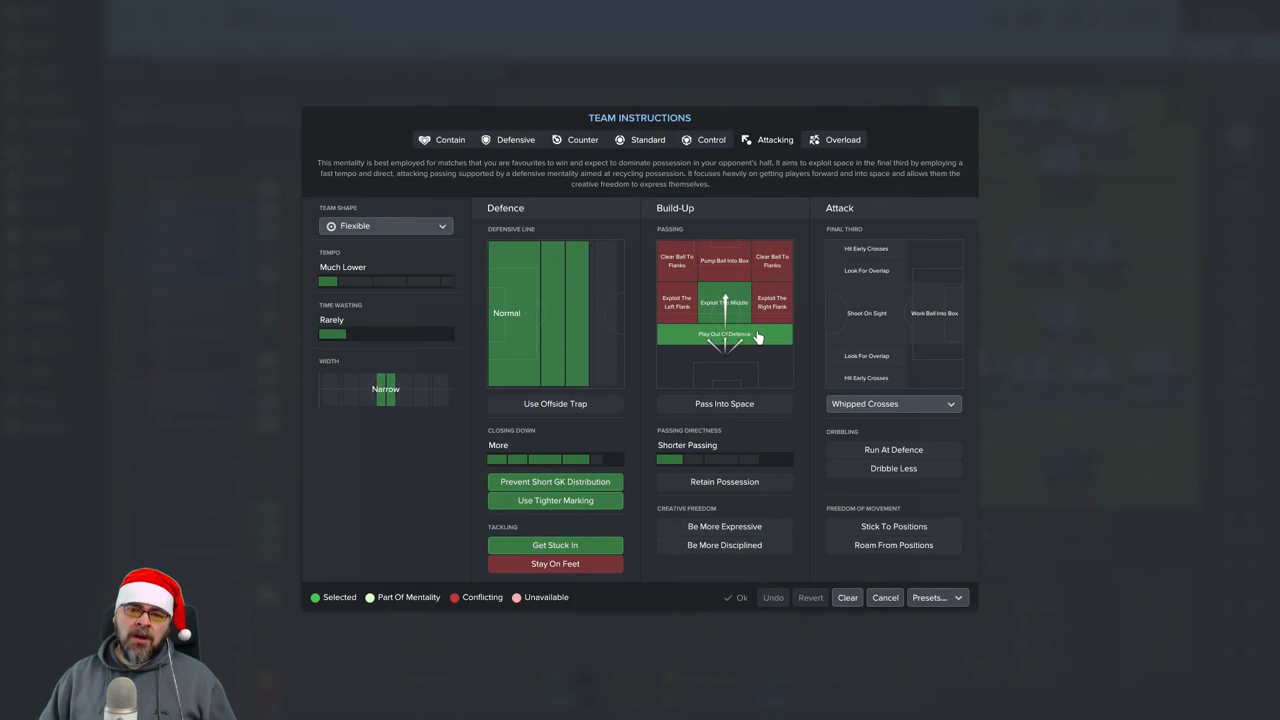 TEAM INSTRUCTIONS
Contain
Defensive
Counter
Standard
Control
Attacking
Overload
This mentality is best employed for matches that you are favourites to win and expect to dominate possession in your opponent's half. It aims to exploit space in the final third by employing a
fast tempo and direct, attacking passing supported by a defensive mentality aimed at recycling possession. It focuses heavily on getting players forward and into space and allows them the
creative freedom to express themselves.
TEAM SHAPE
Flexible
TEMPO
Much Lower
TIME WASTING
Rarely
WIDTH
Narrow
Defence
DEFENSIVE LINE
Normal
Use Offside Trap
CLOSING DOWN
More
Prevent Short GK Distribution
Use Tighter Marking
TACKLING
Get Stuck In
Stay On Feet
Build-Up
PASSING
Clear Ball To
Flanks
Pump Ball Into Box
Clear Ball To
Flanks
Exploit The
Left Flank
Exploit The Middle
Exploit The
Right Flank
Play Out Of Defence
Pass Into Space
PASSING DIRECTNESS
Shorter Passing
Retain Possession
CREATIVE FREEDOM
Be More Expressive
Be More Disciplined
Attack
FINAL THIRD
Hit Early Crosses
Look For Overlap
Shoot On Sight
Work Ball Into Box
Look For Overlap
Hit Early Crosses
Whipped Crosses
DRIBBLING
Run At Defence
Dribble Less
FREEDOM OF MOVEMENT
Stick To Positions
Roam From Positions
Selected
Part Of Mentality
Conflicting
Unavailable
Ok
Undo
Revert
Clear
Cancel
Presets...